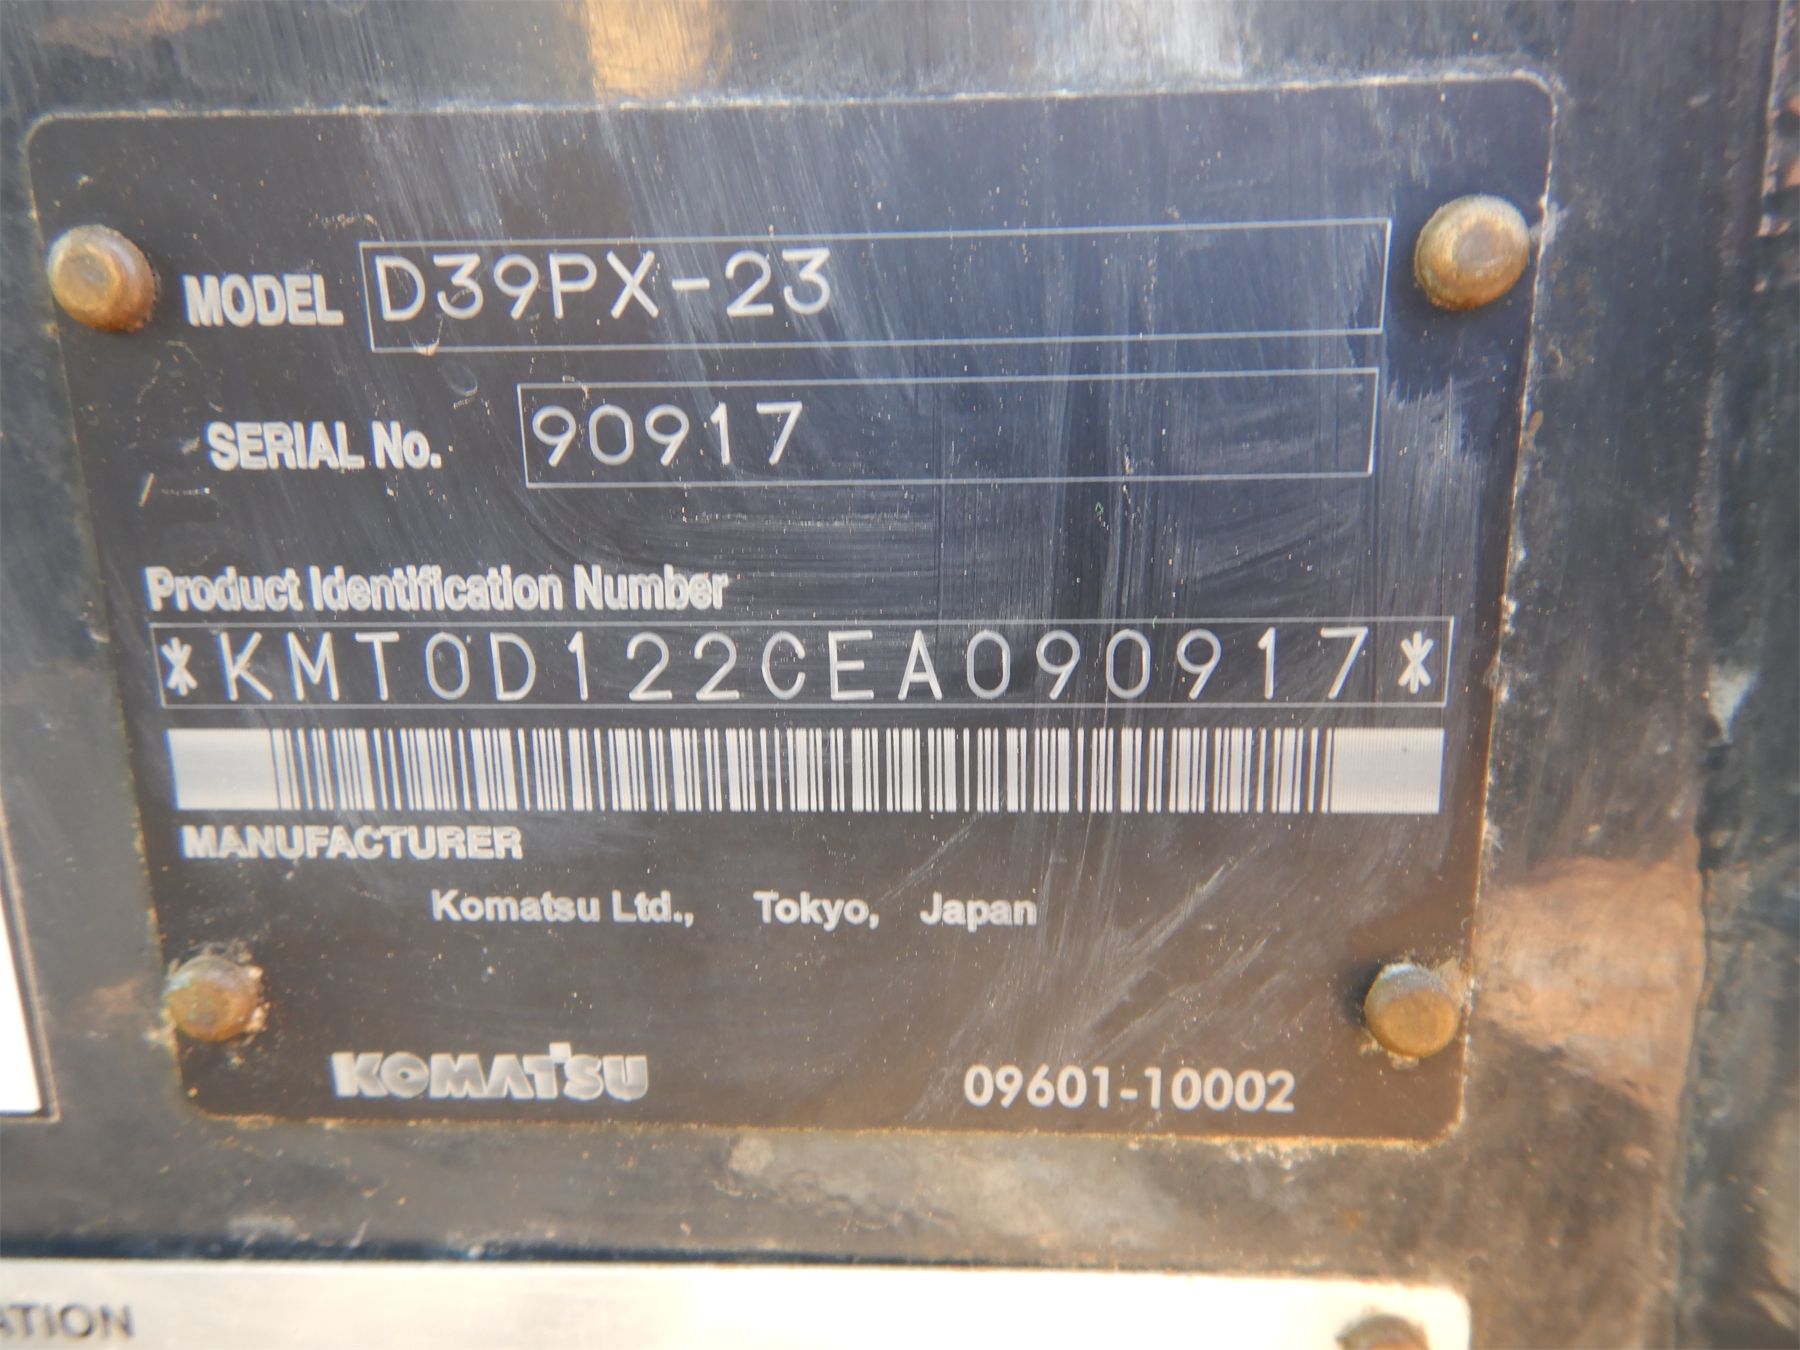 MODEL D39PX-23
SERIAL No. 90917
Product Identification Number
*KMT0D122CEA090917*
MANUFACTURER
Komatsu Ltd., Tokyo, Japan
KOMATSU 09601-10002
ATION